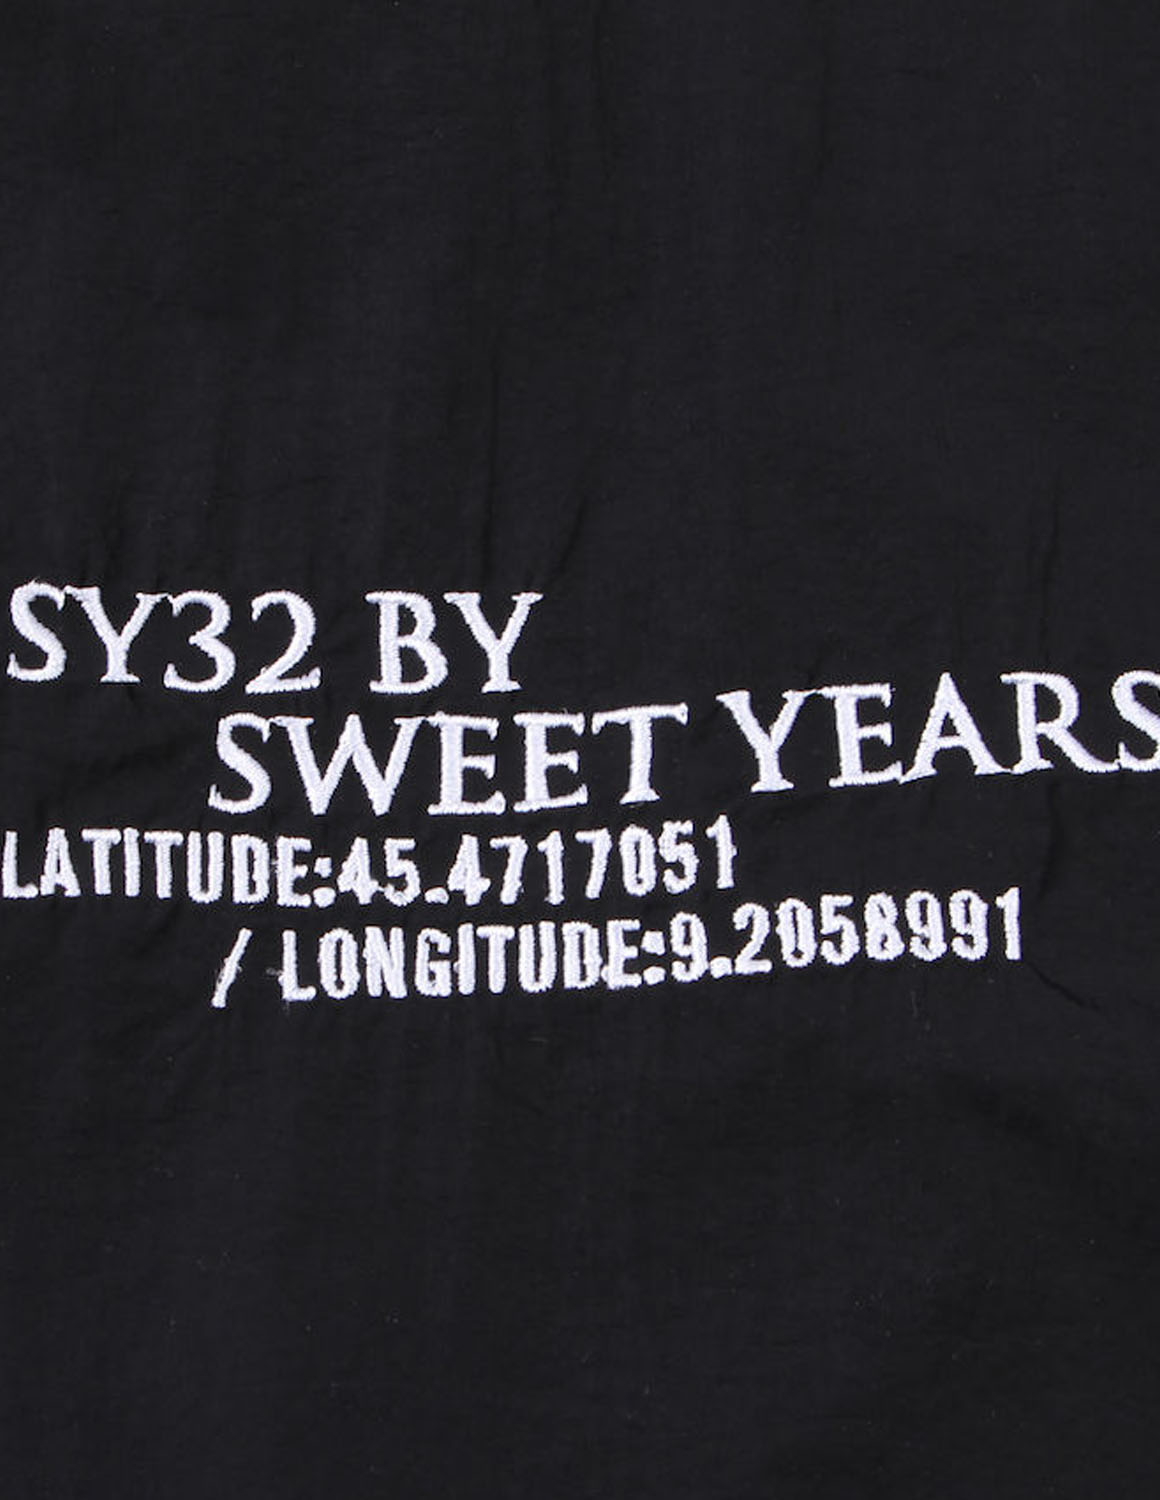 SY32 BY
SWEET YEARS
LATITUDE:45.4717051
/ LONGITUDE:9.2058991